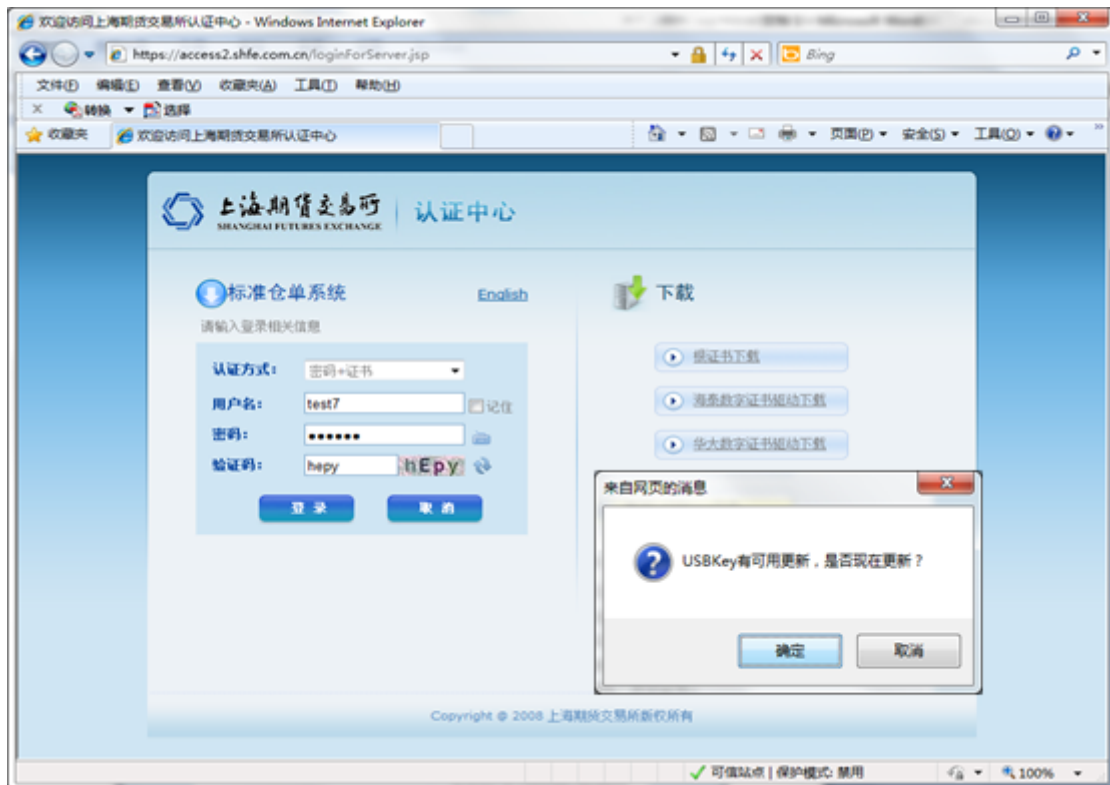 欢迎访问上海期货交易所认证中心 - Windows Internet Explorer
https://access2.shfe.com.cn/loginForServer.jsp
Bing
文件(F) 编辑(E) 查看(V) 收藏夹(A) 工具(T) 帮助(H)
× 转换 选择
收藏夹 欢迎访问上海期货交易所认证中心 页面(P) 安全(S) 工具(O)
上海期货交易所 认证中心
SHANGHAI FUTURES EXCHANGE
标准仓单系统 English 下载
请输入登录相关信息
认证方式: 密码+证书 根证书下载
用户名: test7 记住 海泰数字证书驱动下载
密码: ●●●●●●
华大数字证书驱动下载
验证码: hepy hEpy
登录 取消
来自网页的消息
USBKey有可用更新，是否现在更新？
确定 取消
Copyright @ 2008 上海期货交易所版权所有
可信站点 | 保护模式: 禁用 100%